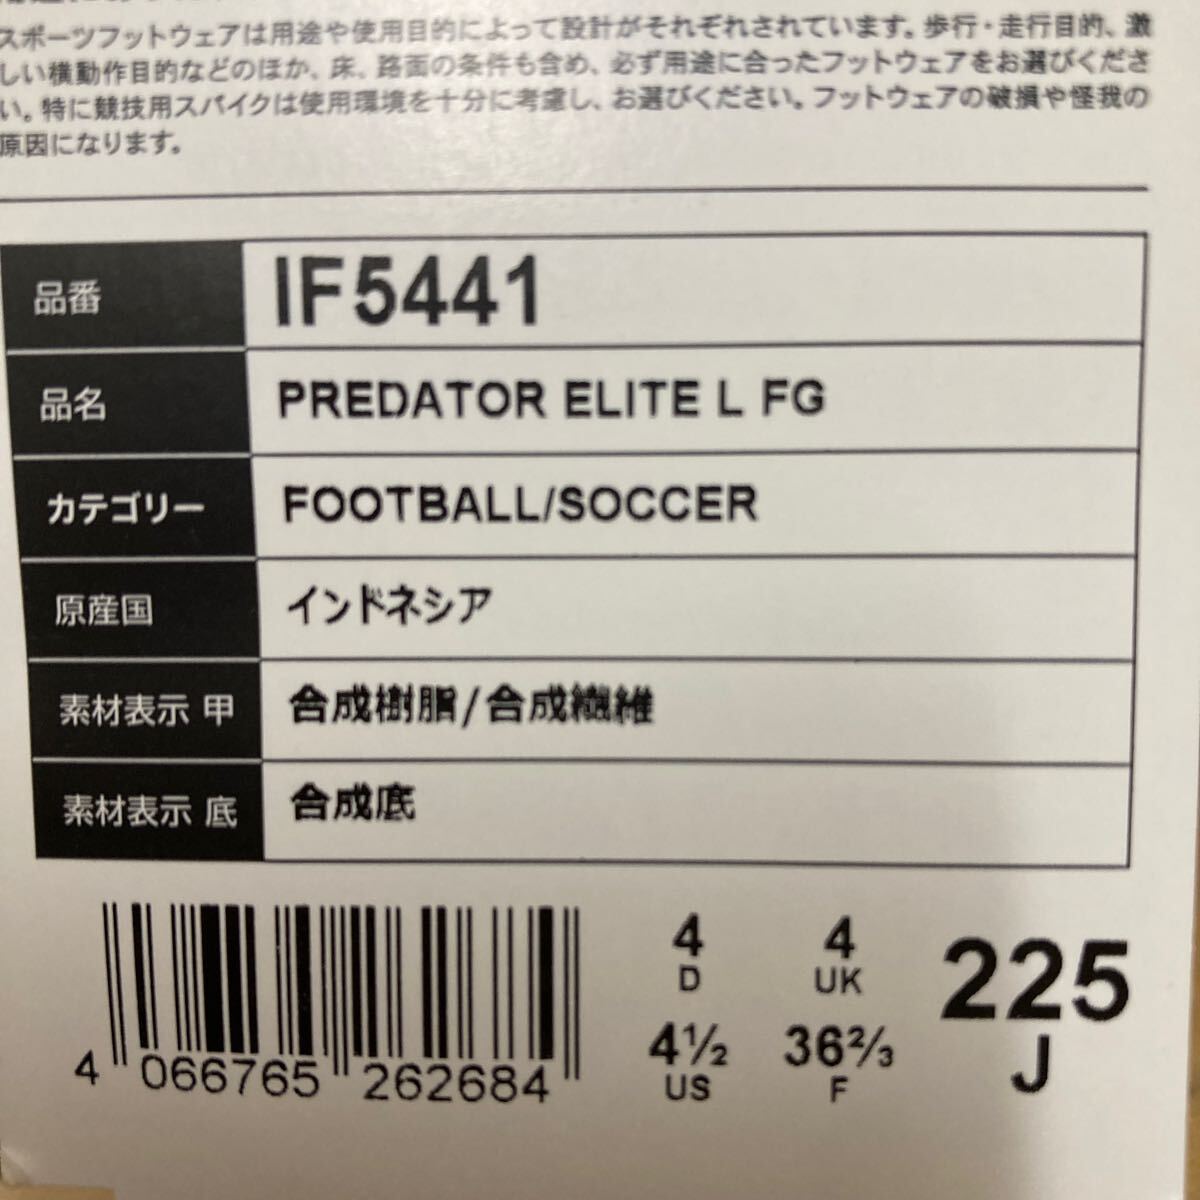 スポーツフットウェアは用途や使用目的によって設計がそれぞれされています。歩行・走行目的、激
しい横動作目的などのほか、床、路面の条件も含め、必ず用途に合ったフットウェアをお選びくださ
い。特に競技用スパイクは使用環境を十分に考慮し、お選びください。フットウェアの破損や怪我の
原因になります。
品番 IF5441
品名 PREDATOR ELITE L FG
カテゴリー FOOTBALL/SOCCER
原産国 インドネシア
素材表示 甲 合成樹脂/合成繊維
素材表示 底 合成底
4 D
4 UK
4½ US
36⅔ F
225 J
4 066765 262684